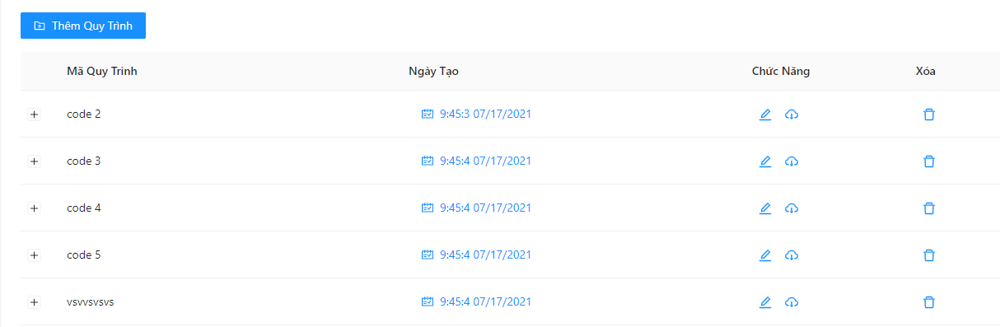 Thêm Quy Trình
Mã Quy Trình Ngày Tạo Chức Năng Xóa
code 2 9:45:3 07/17/2021
code 3 9:45:4 07/17/2021
code 4 9:45:4 07/17/2021
code 5 9:45:4 07/17/2021
vsvvsvsvs 9:45:4 07/17/2021